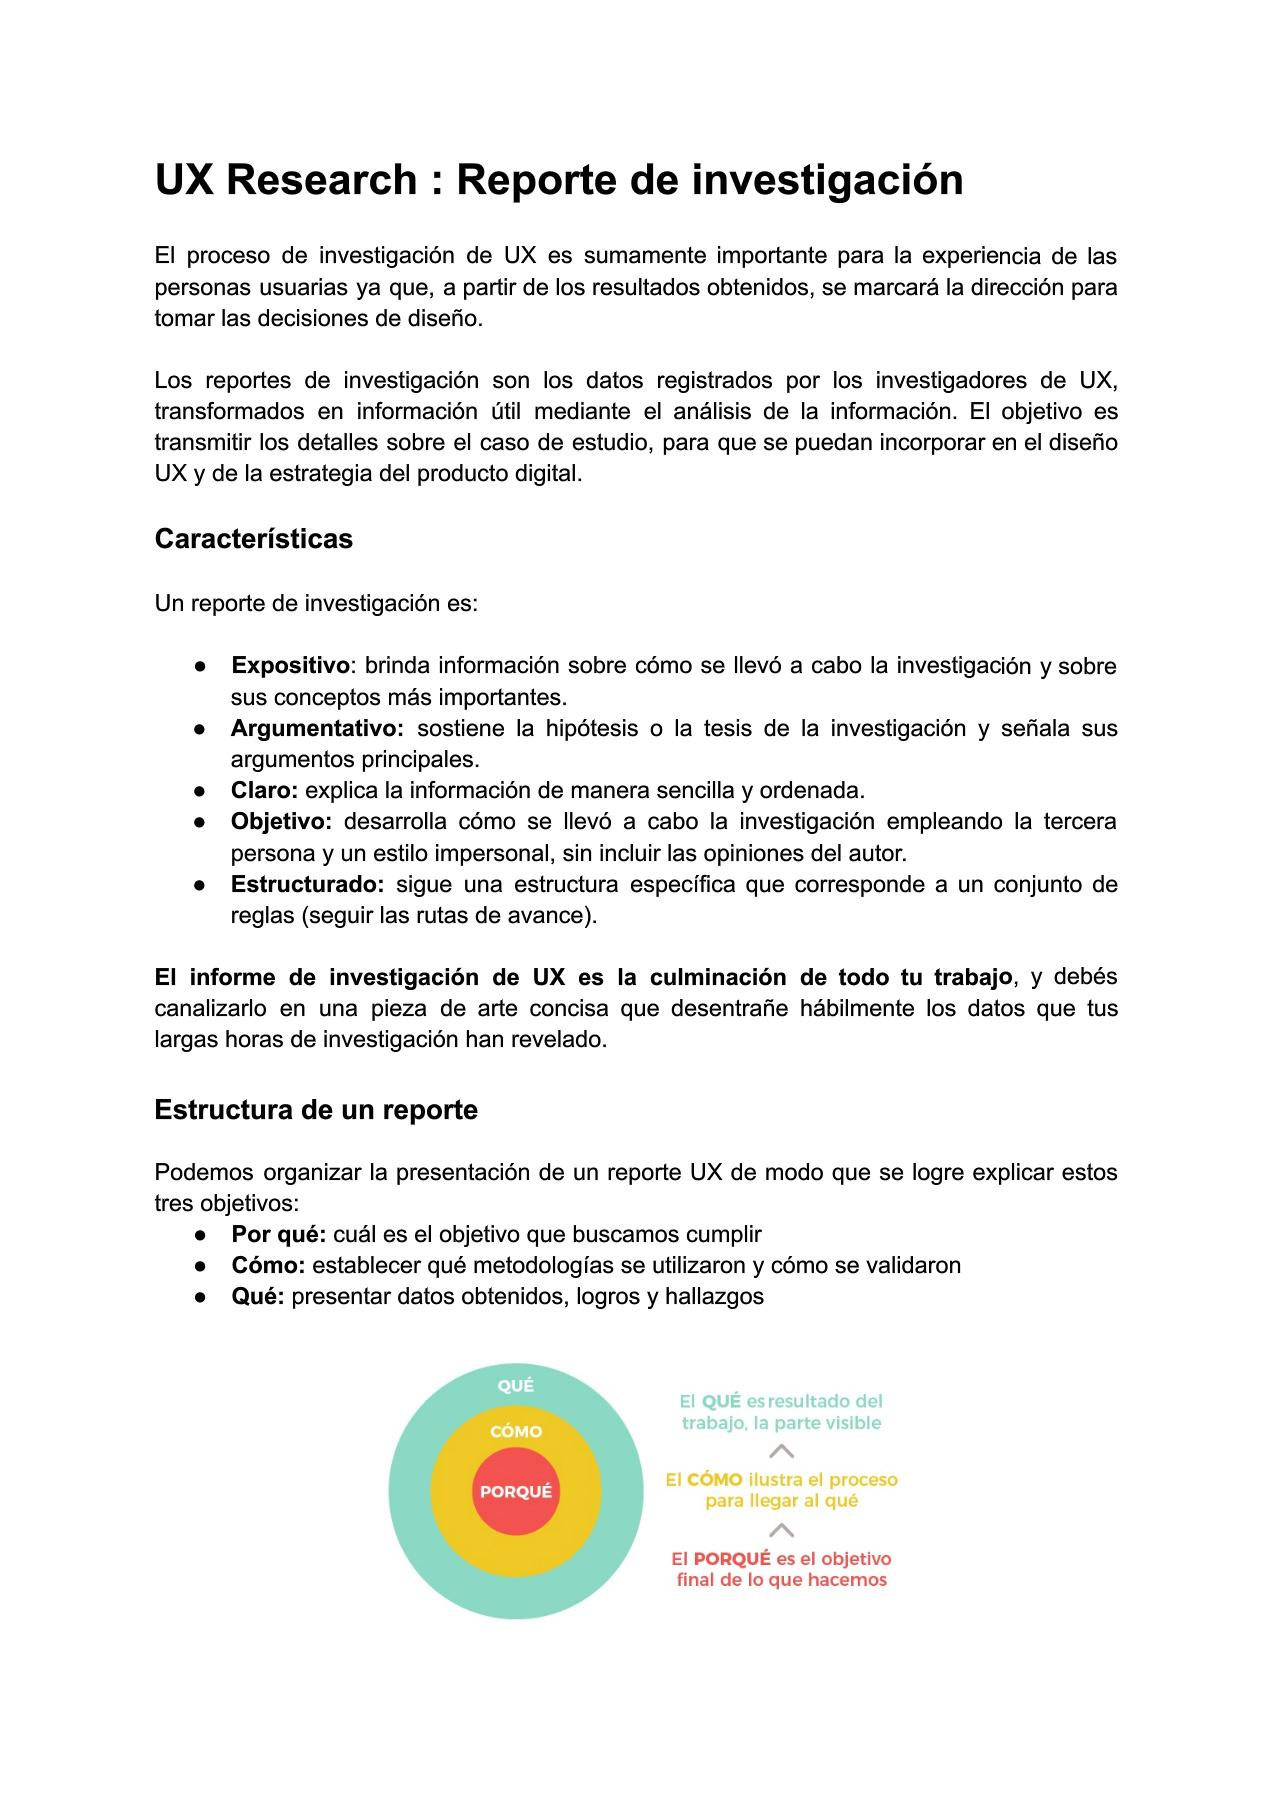 UX Research : Reporte de investigación
El proceso de investigación de UX es sumamente importante para la experiencia de las
personas usuarias ya que, a partir de los resultados obtenidos, se marcará la dirección para
tomar las decisiones de diseño.
Los reportes de investigación son los datos registrados por los investigadores de UX,
transformados en información útil mediante el análisis de la información. El objetivo es
transmitir los detalles sobre el caso de estudio, para que se puedan incorporar en el diseño
UX y de la estrategia del producto digital.
Características
Un reporte de investigación es:
● Expositivo: brinda información sobre cómo se llevó a cabo la investigación y sobre
sus conceptos más importantes.
● Argumentativo: sostiene la hipótesis o la tesis de la investigación y señala sus
argumentos principales.
● Claro: explica la información de manera sencilla y ordenada.
● Objetivo: desarrolla cómo se llevó a cabo la investigación empleando la tercera
persona y un estilo impersonal, sin incluir las opiniones del autor.
● Estructurado: sigue una estructura específica que corresponde a un conjunto de
reglas (seguir las rutas de avance).
El informe de investigación de UX es la culminación de todo tu trabajo, y debés
canalizarlo en una pieza de arte concisa que desentrañe hábilmente los datos que tus
largas horas de investigación han revelado.
Estructura de un reporte
Podemos organizar la presentación de un reporte UX de modo que se logre explicar estos
tres objetivos:
● Por qué: cuál es el objetivo que buscamos cumplir
● Cómo: establecer qué metodologías se utilizaron y cómo se validaron
● Qué: presentar datos obtenidos, logros y hallazgos
QUÉ
CÓMO
PORQUÉ
El QUÉ es resultado del
trabajo, la parte visible
El CÓMO ilustra el proceso
para llegar al qué
El PORQUÉ es el objetivo
final de lo que hacemos